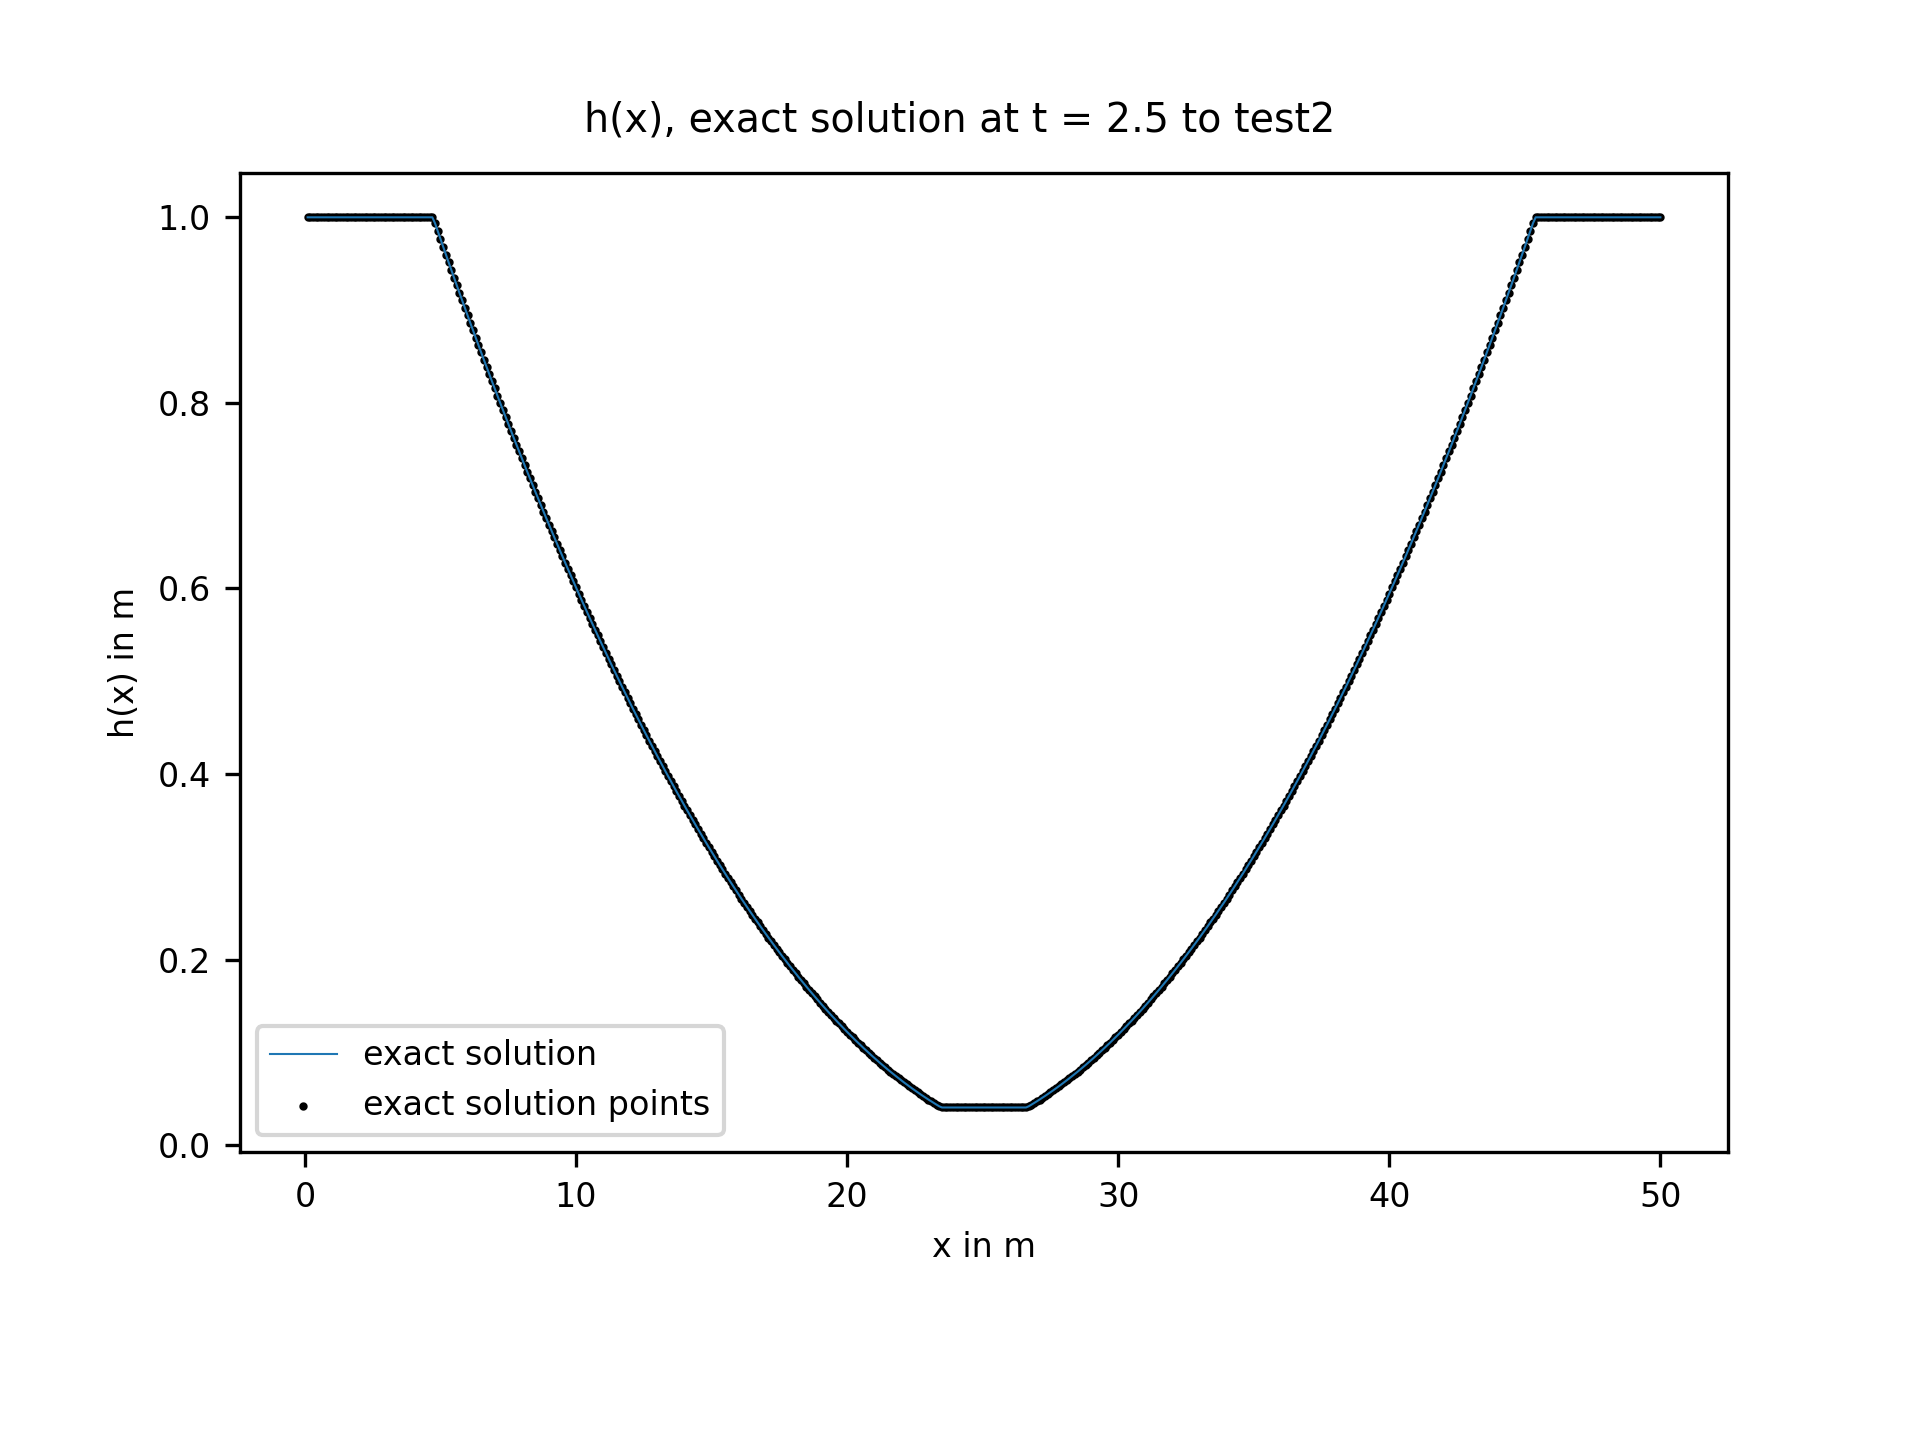 h(x), exact solution at t = 2.5 to test2
1.0
0.8
0.6
0.4
0.2
0.0
h(x) in m
exact solution
exact solution points
0 10 20 30 40 50
x in m